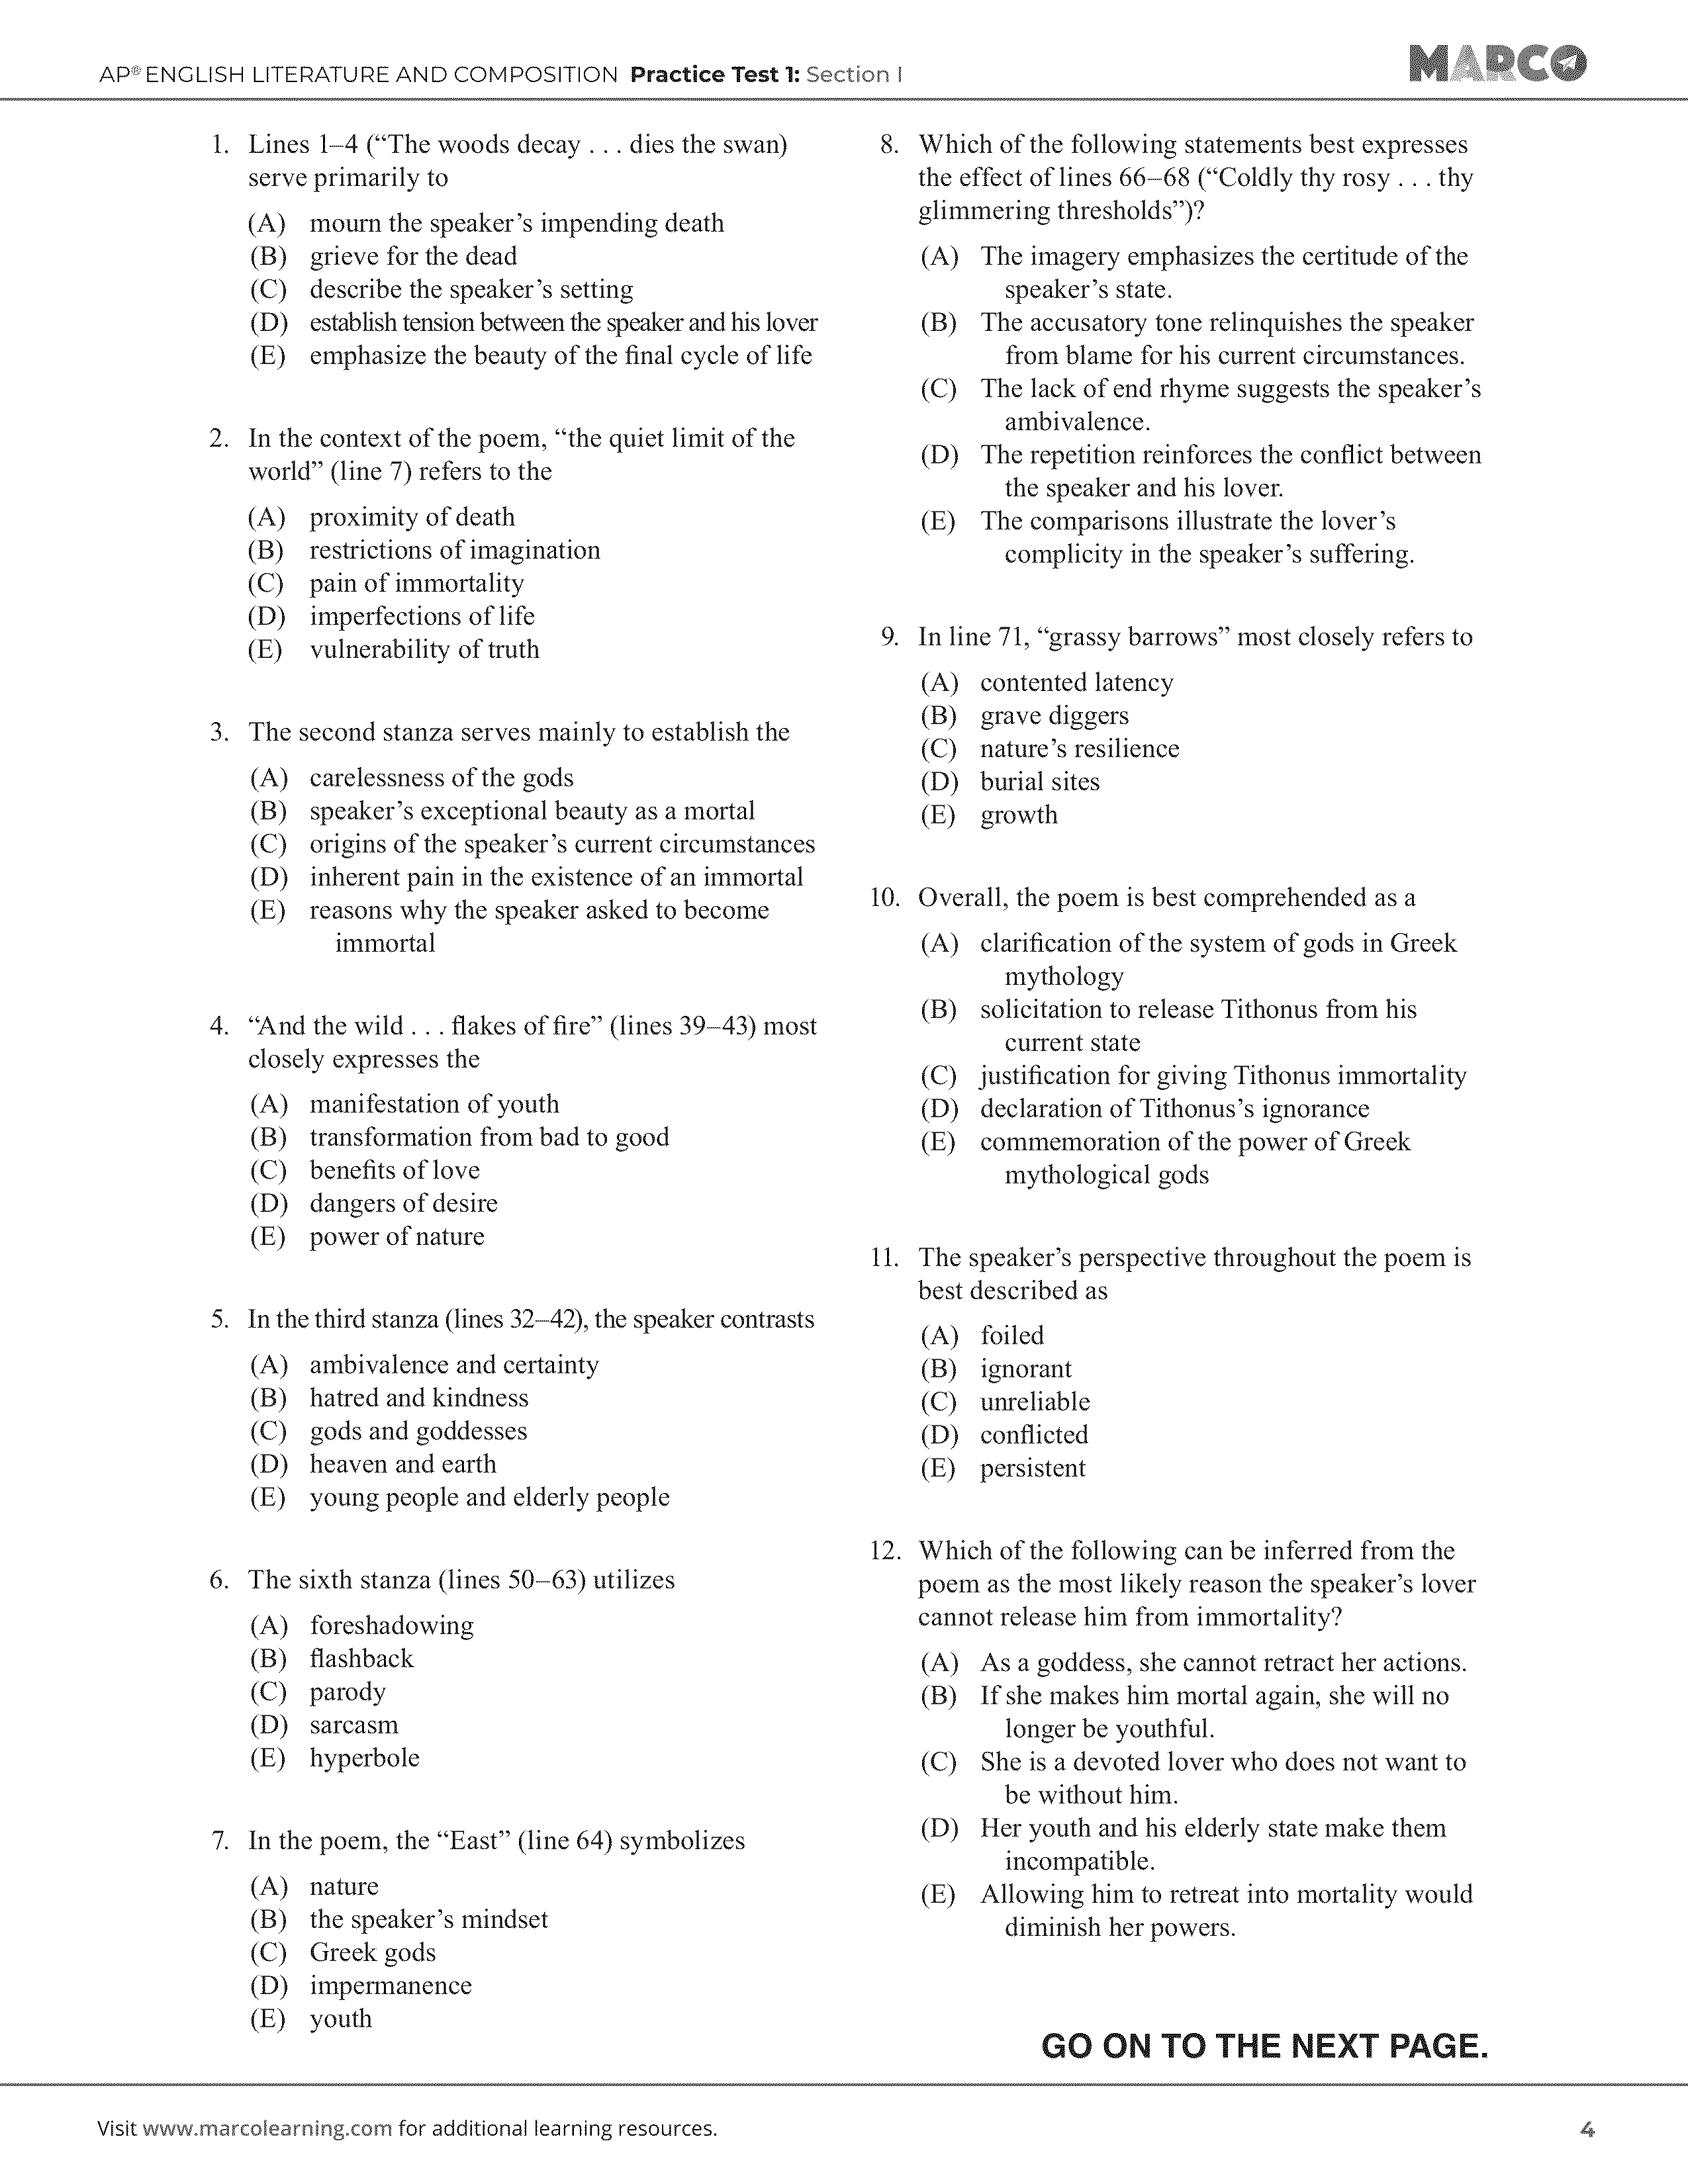 AP® ENGLISH LITERATURE AND COMPOSITION Practice Test 1: Section I
MARCO
1. Lines 1–4 (“The woods decay . . . dies the swan)
serve primarily to
(A) mourn the speaker’s impending death
(B) grieve for the dead
(C) describe the speaker’s setting
(D) establish tension between the speaker and his lover
(E) emphasize the beauty of the final cycle of life
2. In the context of the poem, “the quiet limit of the
world” (line 7) refers to the
(A) proximity of death
(B) restrictions of imagination
(C) pain of immortality
(D) imperfections of life
(E) vulnerability of truth
3. The second stanza serves mainly to establish the
(A) carelessness of the gods
(B) speaker’s exceptional beauty as a mortal
(C) origins of the speaker’s current circumstances
(D) inherent pain in the existence of an immortal
(E) reasons why the speaker asked to become
immortal
4. “And the wild . . . flakes of fire” (lines 39–43) most
closely expresses the
(A) manifestation of youth
(B) transformation from bad to good
(C) benefits of love
(D) dangers of desire
(E) power of nature
5. In the third stanza (lines 32–42), the speaker contrasts
(A) ambivalence and certainty
(B) hatred and kindness
(C) gods and goddesses
(D) heaven and earth
(E) young people and elderly people
6. The sixth stanza (lines 50–63) utilizes
(A) foreshadowing
(B) flashback
(C) parody
(D) sarcasm
(E) hyperbole
7. In the poem, the “East” (line 64) symbolizes
(A) nature
(B) the speaker’s mindset
(C) Greek gods
(D) impermanence
(E) youth
8. Which of the following statements best expresses
the effect of lines 66–68 (“Coldly thy rosy . . . thy
glimmering thresholds”)?
(A) The imagery emphasizes the certitude of the
speaker’s state.
(B) The accusatory tone relinquishes the speaker
from blame for his current circumstances.
(C) The lack of end rhyme suggests the speaker’s
ambivalence.
(D) The repetition reinforces the conflict between
the speaker and his lover.
(E) The comparisons illustrate the lover’s
complicity in the speaker’s suffering.
9. In line 71, “grassy barrows” most closely refers to
(A) contented latency
(B) grave diggers
(C) nature’s resilience
(D) burial sites
(E) growth
10. Overall, the poem is best comprehended as a
(A) clarification of the system of gods in Greek
mythology
(B) solicitation to release Tithonus from his
current state
(C) justification for giving Tithonus immortality
(D) declaration of Tithonus’s ignorance
(E) commemoration of the power of Greek
mythological gods
11. The speaker’s perspective throughout the poem is
best described as
(A) foiled
(B) ignorant
(C) unreliable
(D) conflicted
(E) persistent
12. Which of the following can be inferred from the
poem as the most likely reason the speaker’s lover
cannot release him from immortality?
(A) As a goddess, she cannot retract her actions.
(B) If she makes him mortal again, she will no
longer be youthful.
(C) She is a devoted lover who does not want to
be without him.
(D) Her youth and his elderly state make them
incompatible.
(E) Allowing him to retreat into mortality would
diminish her powers.
GO ON TO THE NEXT PAGE.
Visit www.marcolearning.com for additional learning resources.
4